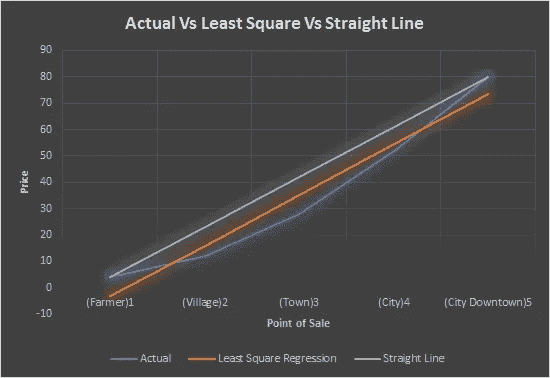 Actual Vs Least Square Vs Straight Line
90
80
70
60
50
40
30
20
10
0
-10
Price
(Farmer)1 (Village)2 (Town)3 (City)4 (City Downtown)5
Point of Sale
Actual Least Square Regression Straight Line